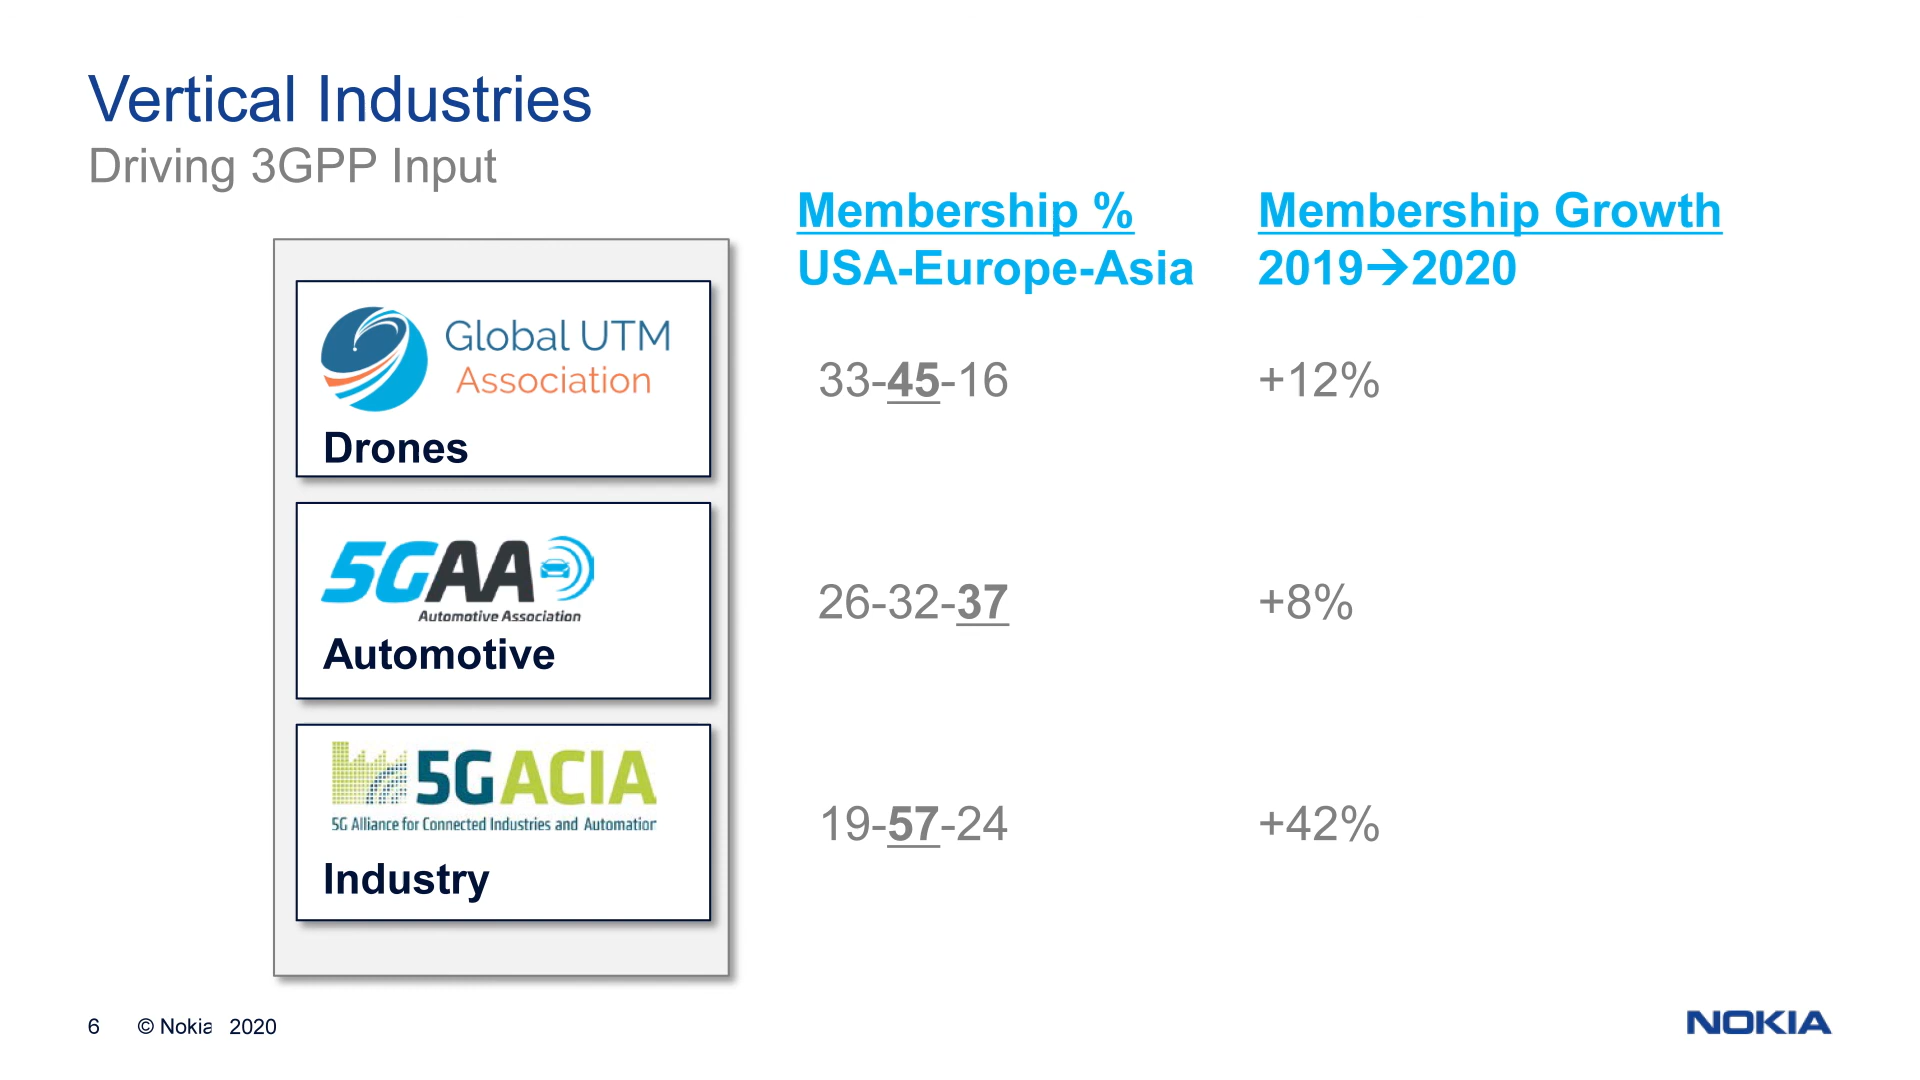 Vertical Industries
Driving 3GPP Input
Membership %
USA-Europe-Asia
Membership Growth
2019→2020
Global UTM
Association
Drones
33-45-16
+12%
5GAA
Automotive Association
Automotive
26-32-37
+8%
5G ACIA
5G Alliance for Connected Industries and Automation
Industry
19-57-24
+42%
6 © Nokia 2020
NOKIA